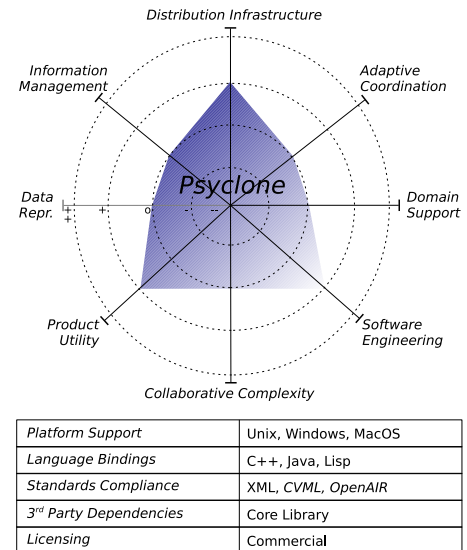 Distribution Infrastructure
Information
Management
Adaptive
Coordination
Psyclone
Data
Repr.
++
+
o
-
--
Domain
Support
Product
Utility
Software
Engineering
Collaborative Complexity
Platform Support Unix, Windows, MacOS
Language Bindings C++, Java, Lisp
Standards Compliance XML, CVML, OpenAIR
3rd Party Dependencies Core Library
Licensing Commercial